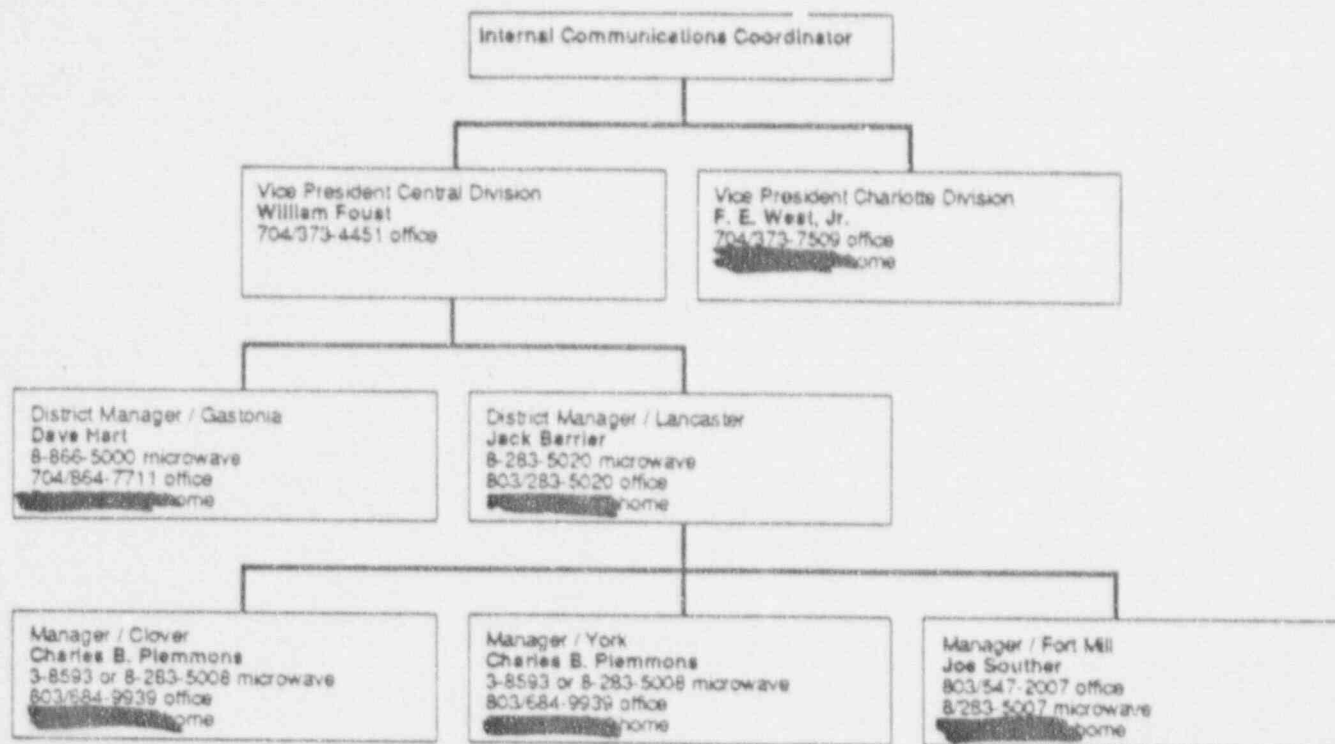 Internal Communications Coordinator
Vice President Central Division
William Foust
704/373-4451 office
Vice President Charlotte Division
F. E. West, Jr.
704/373-7509 office
home
District Manager / Gastonia
Dave Hart
8-866-5000 microwave
704/864-7711 office
home
District Manager / Lancaster
Jack Barrier
8-283-5020 microwave
803/283-5020 office
home
Manager / Clover
Charles B. Plemmons
3-8593 or 8-283-5008 microwave
803/684-9939 office
home
Manager / York
Charles B. Plemmons
3-8593 or 8-283-5008 microwave
803/684-9939 office
home
Manager / Fort Mill
Joe Souther
803/547-2007 office
8/283-5007 microwave
home